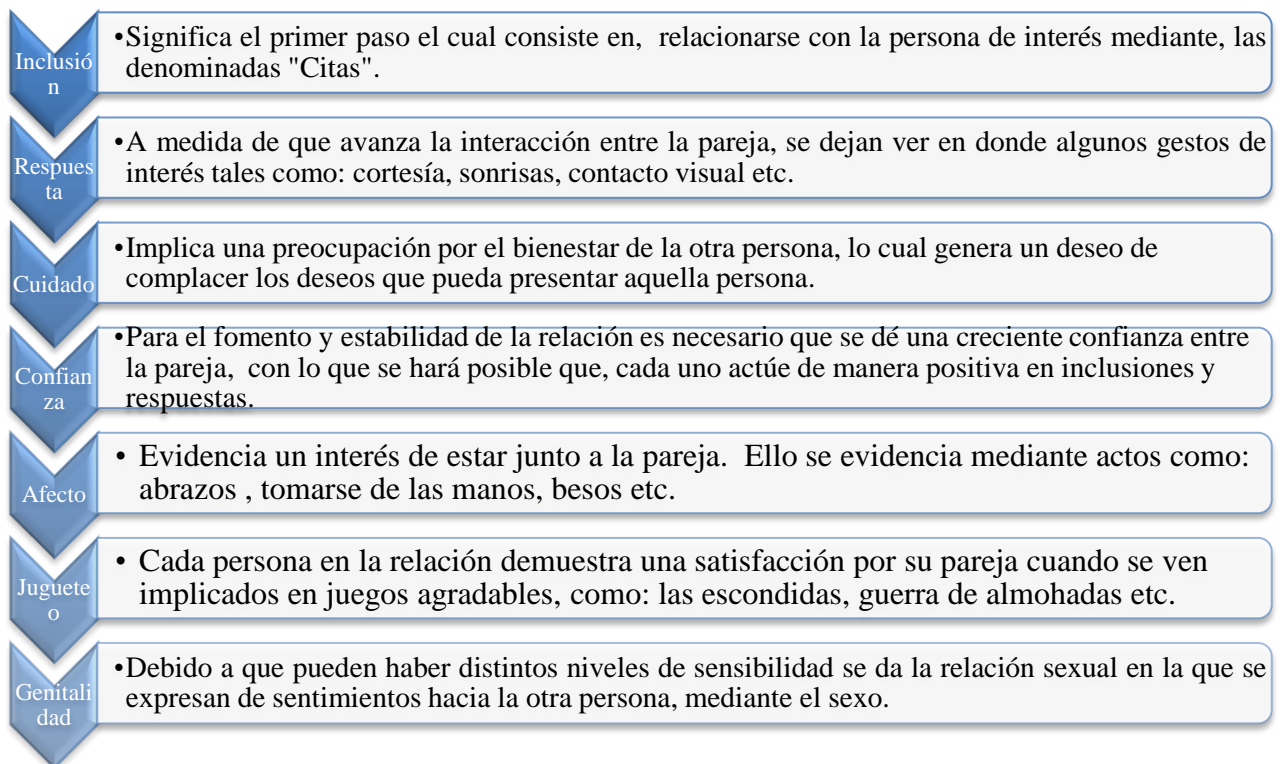 Inclusió
n
•Significa el primer paso el cual consiste en, relacionarse con la persona de interés mediante, las
denominadas "Citas".
Respues
ta
•A medida de que avanza la interacción entre la pareja, se dejan ver en donde algunos gestos de
interés tales como: cortesía, sonrisas, contacto visual etc.
Cuidado
•Implica una preocupación por el bienestar de la otra persona, lo cual genera un deseo de
complacer los deseos que pueda presentar aquella persona.
Confian
za
•Para el fomento y estabilidad de la relación es necesario que se dé una creciente confianza entre
la pareja, con lo que se hará posible que, cada uno actúe de manera positiva en inclusiones y
respuestas.
Afecto
• Evidencia un interés de estar junto a la pareja. Ello se evidencia mediante actos como:
abrazos , tomarse de las manos, besos etc.
Juguete
o
• Cada persona en la relación demuestra una satisfacción por su pareja cuando se ven
implicados en juegos agradables, como: las escondidas, guerra de almohadas etc.
Genitali
dad
•Debido a que pueden haber distintos niveles de sensibilidad se da la relación sexual en la que se
expresan de sentimientos hacia la otra persona, mediante el sexo.